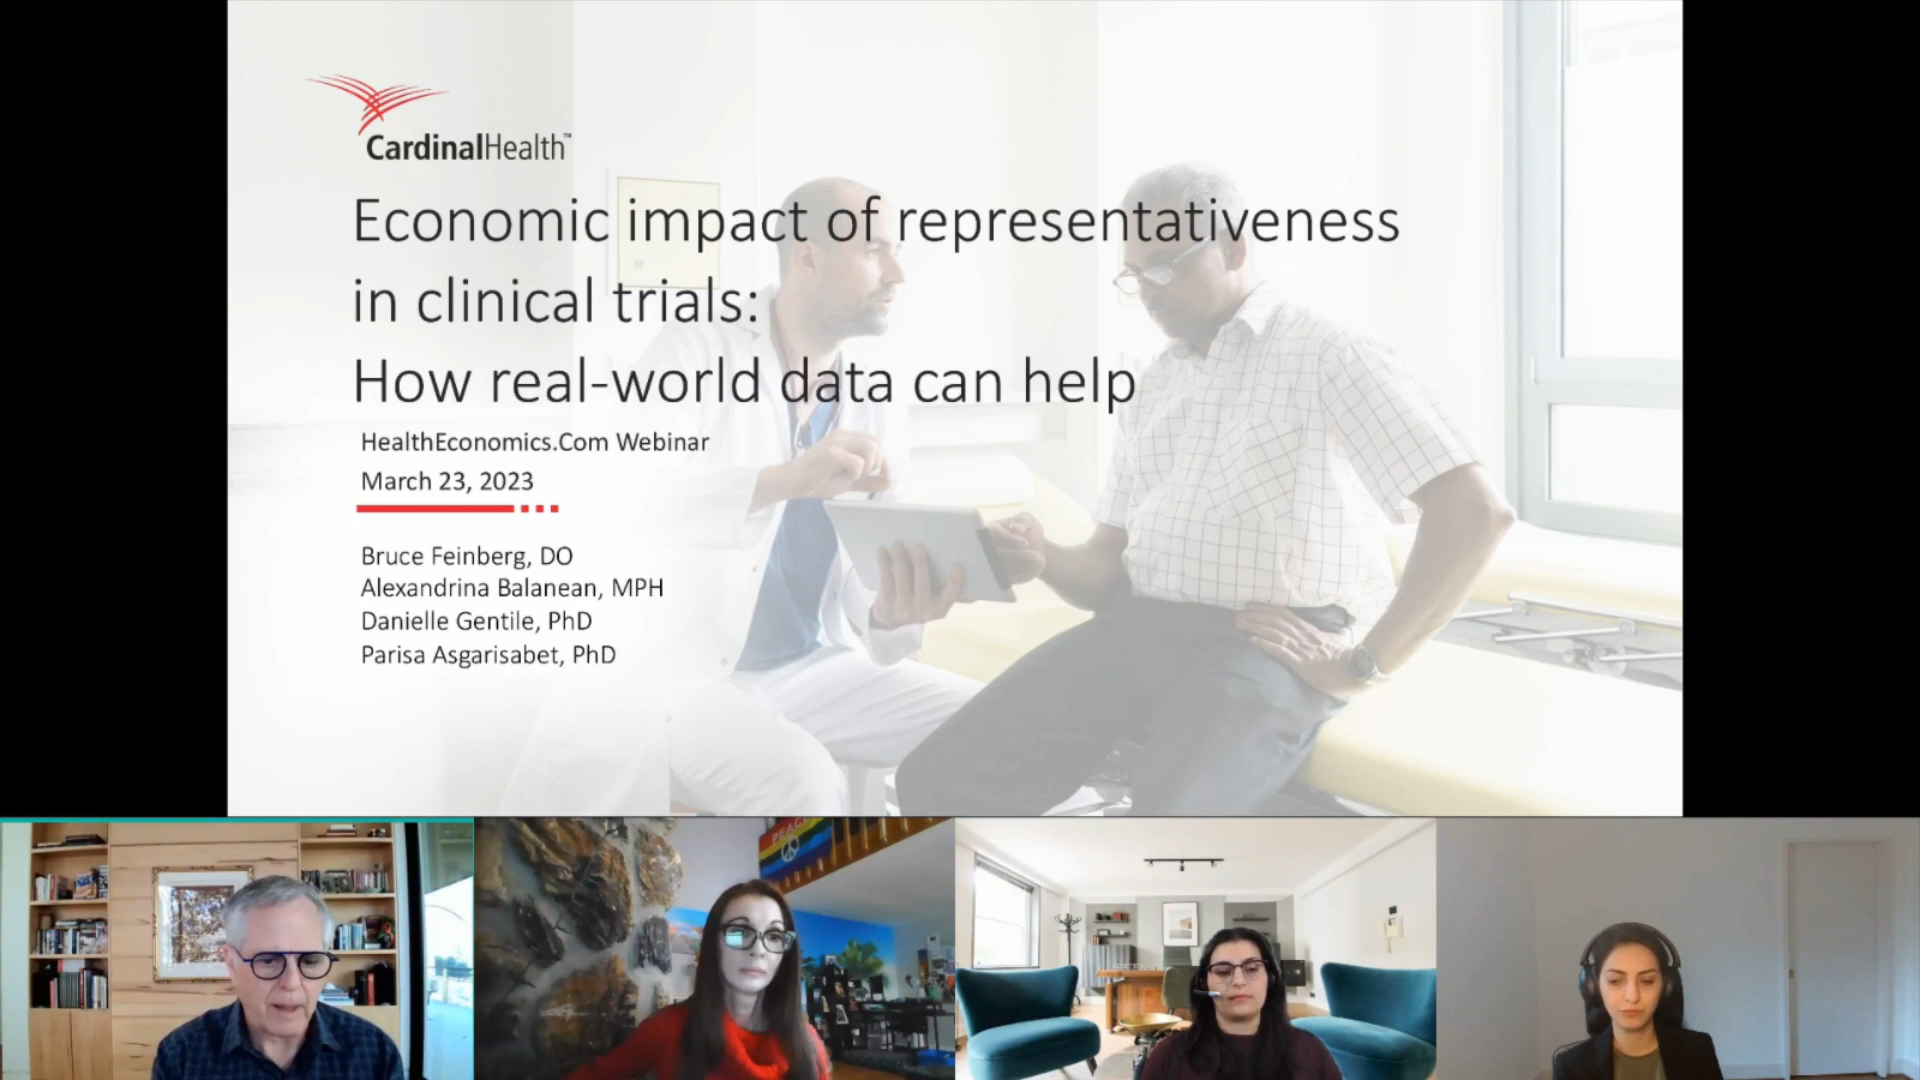 CardinalHealth™
Economic impact of representativeness
in clinical trials:
How real-world data can help
HealthEconomics.Com Webinar
March 23, 2023
Bruce Feinberg, DO
Alexandrina Balanean, MPH
Danielle Gentile, PhD
Parisa Asgarisabet, PhD
PEACE